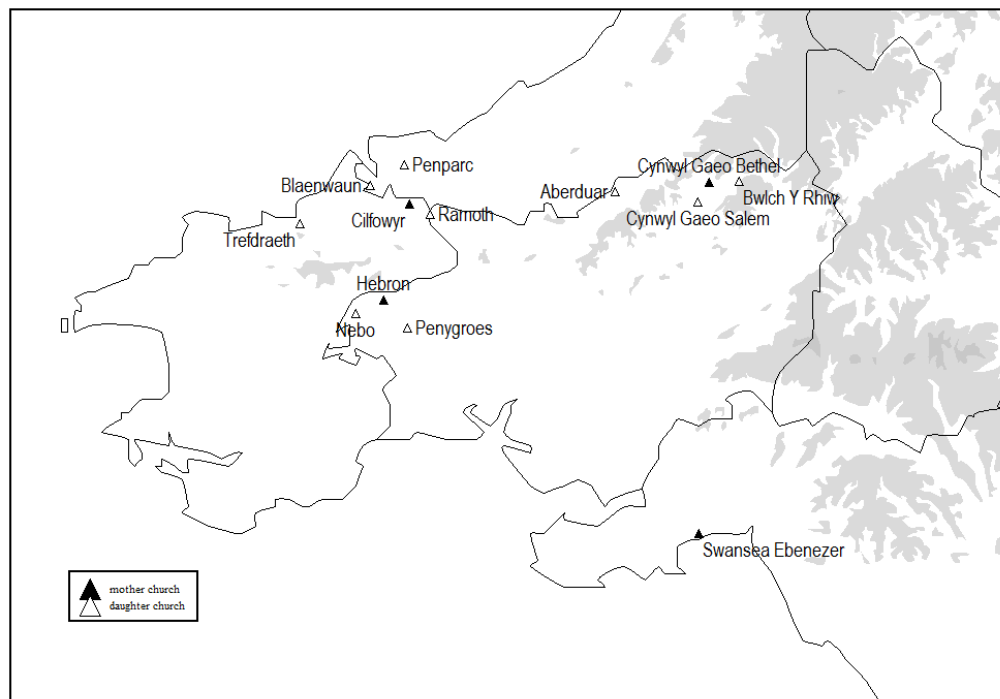 Penparc
Cynwyl Gaeo Bethel
Blaenwaun
Aberduar
Bwlch Y Rhiw
Cilfowyr
Ramoth
Cynwyl Gaeo Salem
Trefdraeth
Hebron
Nebo
Penygroes
Swansea Ebenezer
mother church
daughter church